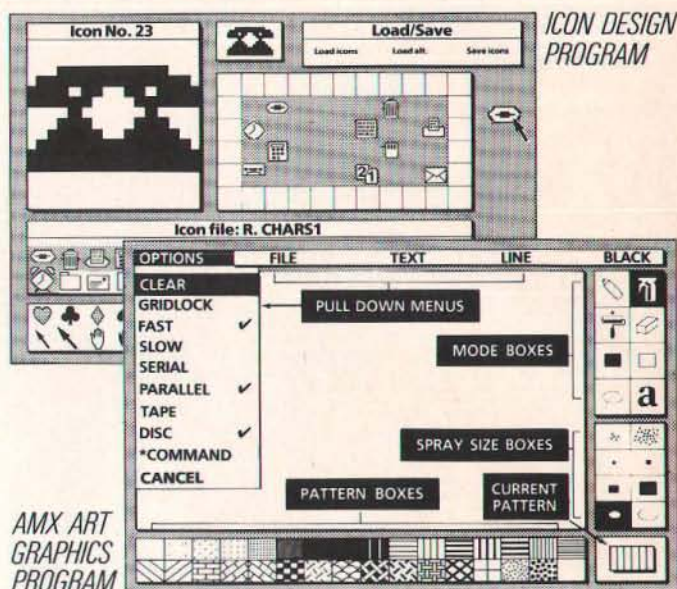 ICON DESIGN
PROGRAM
Icon No. 23
Load/Save
Load icons Load alt. Save icons
21
Icon file: R. CHARS1
OPTIONS FILE TEXT LINE BLACK
CLEAR
GRIDLOCK
FAST ✓
SLOW
SERIAL
PARALLEL ✓
TAPE
DISC ✓
*COMMAND
CANCEL
PULL DOWN MENUS
MODE BOXES
a
SPRAY SIZE BOXES
PATTERN BOXES
CURRENT
PATTERN
AMX ART
GRAPHICS
PROGRAM